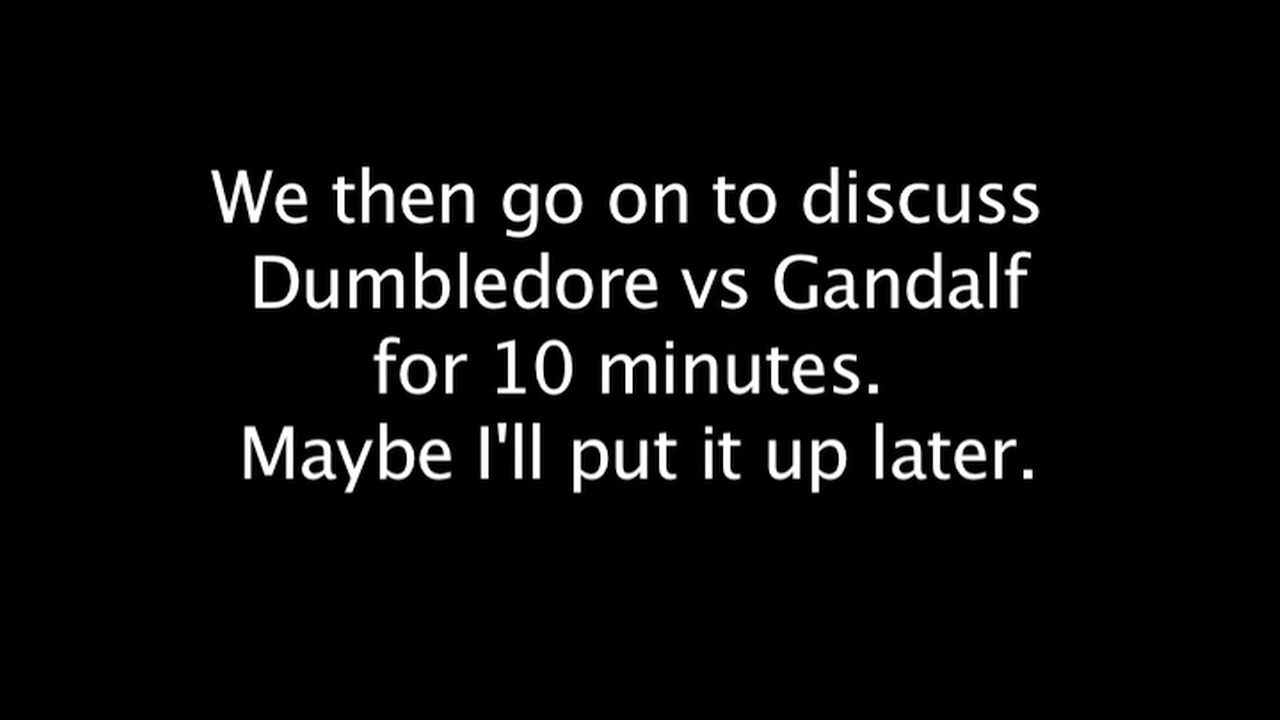 We then go on to discuss
Dumbledore vs Gandalf
for 10 minutes.
Maybe I'll put it up later.